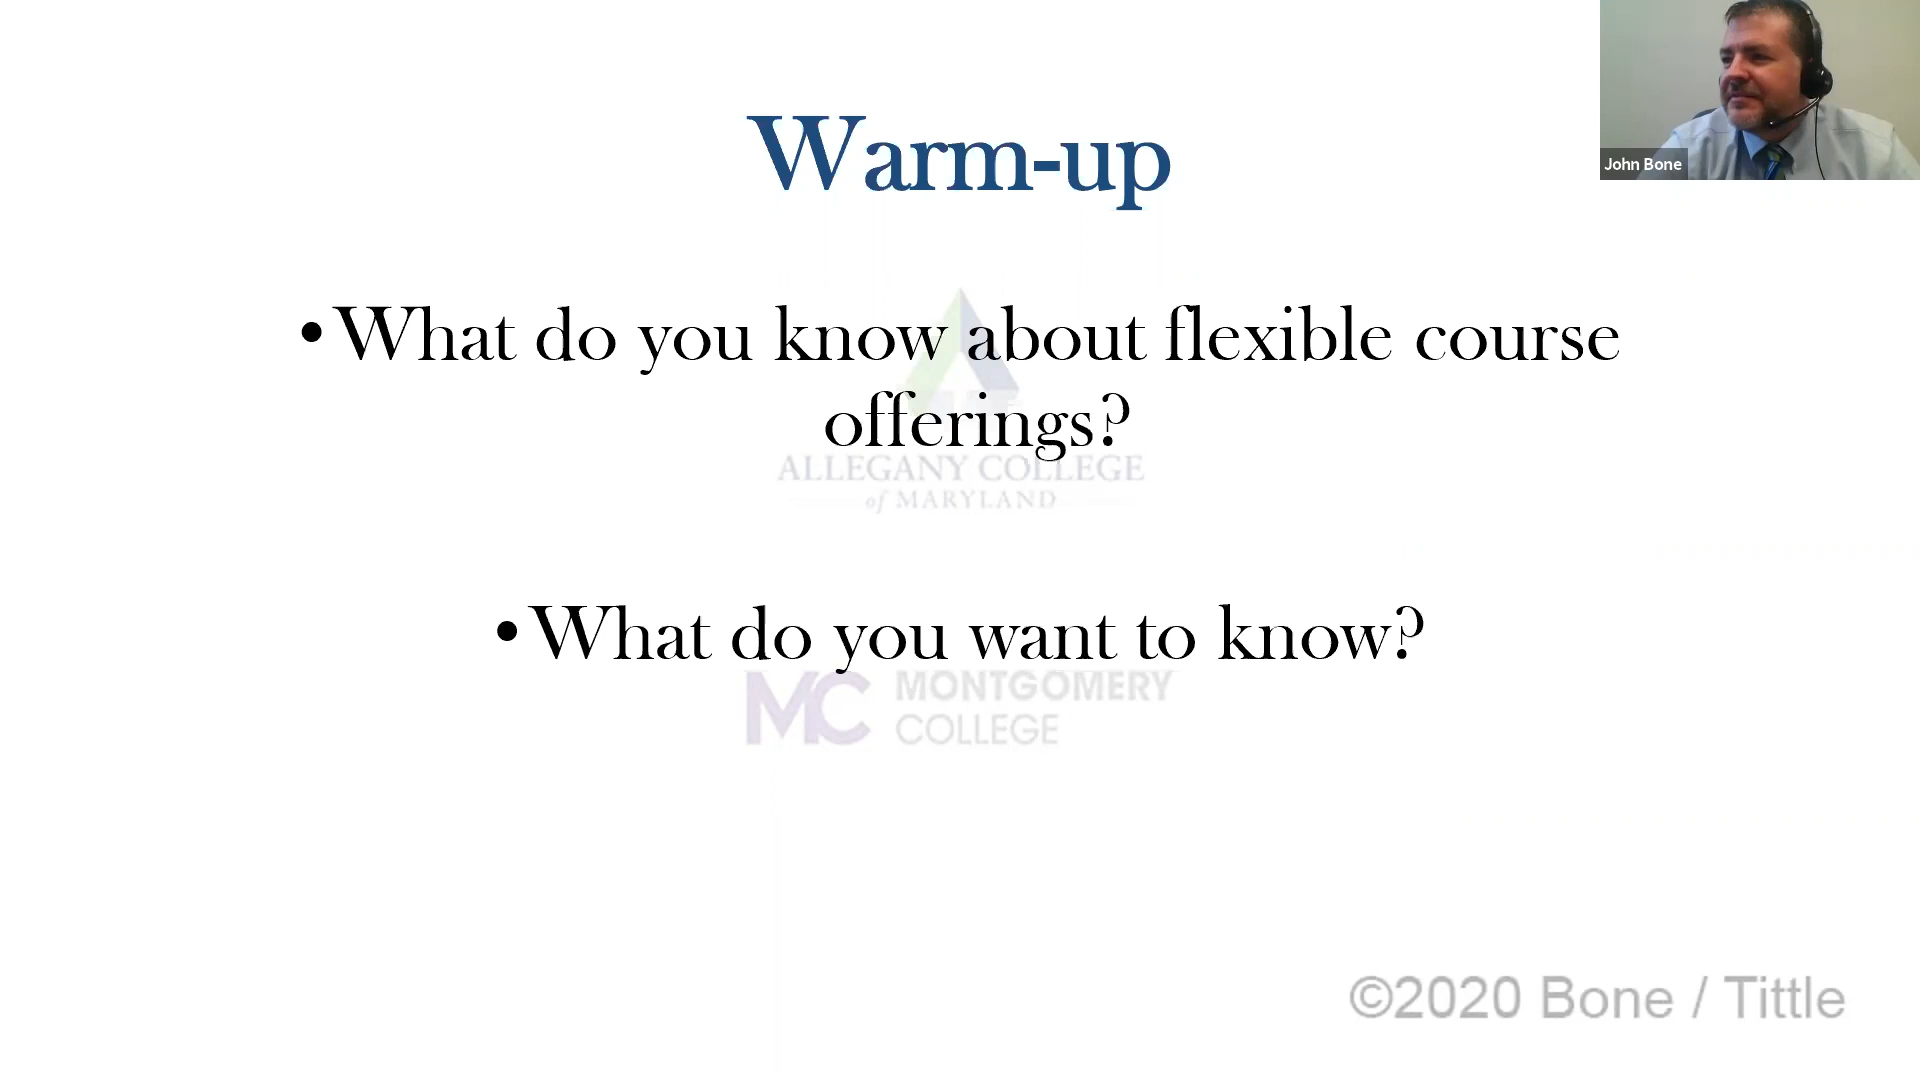 John Bone
Warm-up
•What do you know about flexible course
offerings?
ALLEGANY COLLEGE
of MARYLAND
•What do you want to know?
MC MONTGOMERY
COLLEGE
©2020 Bone / Tittle